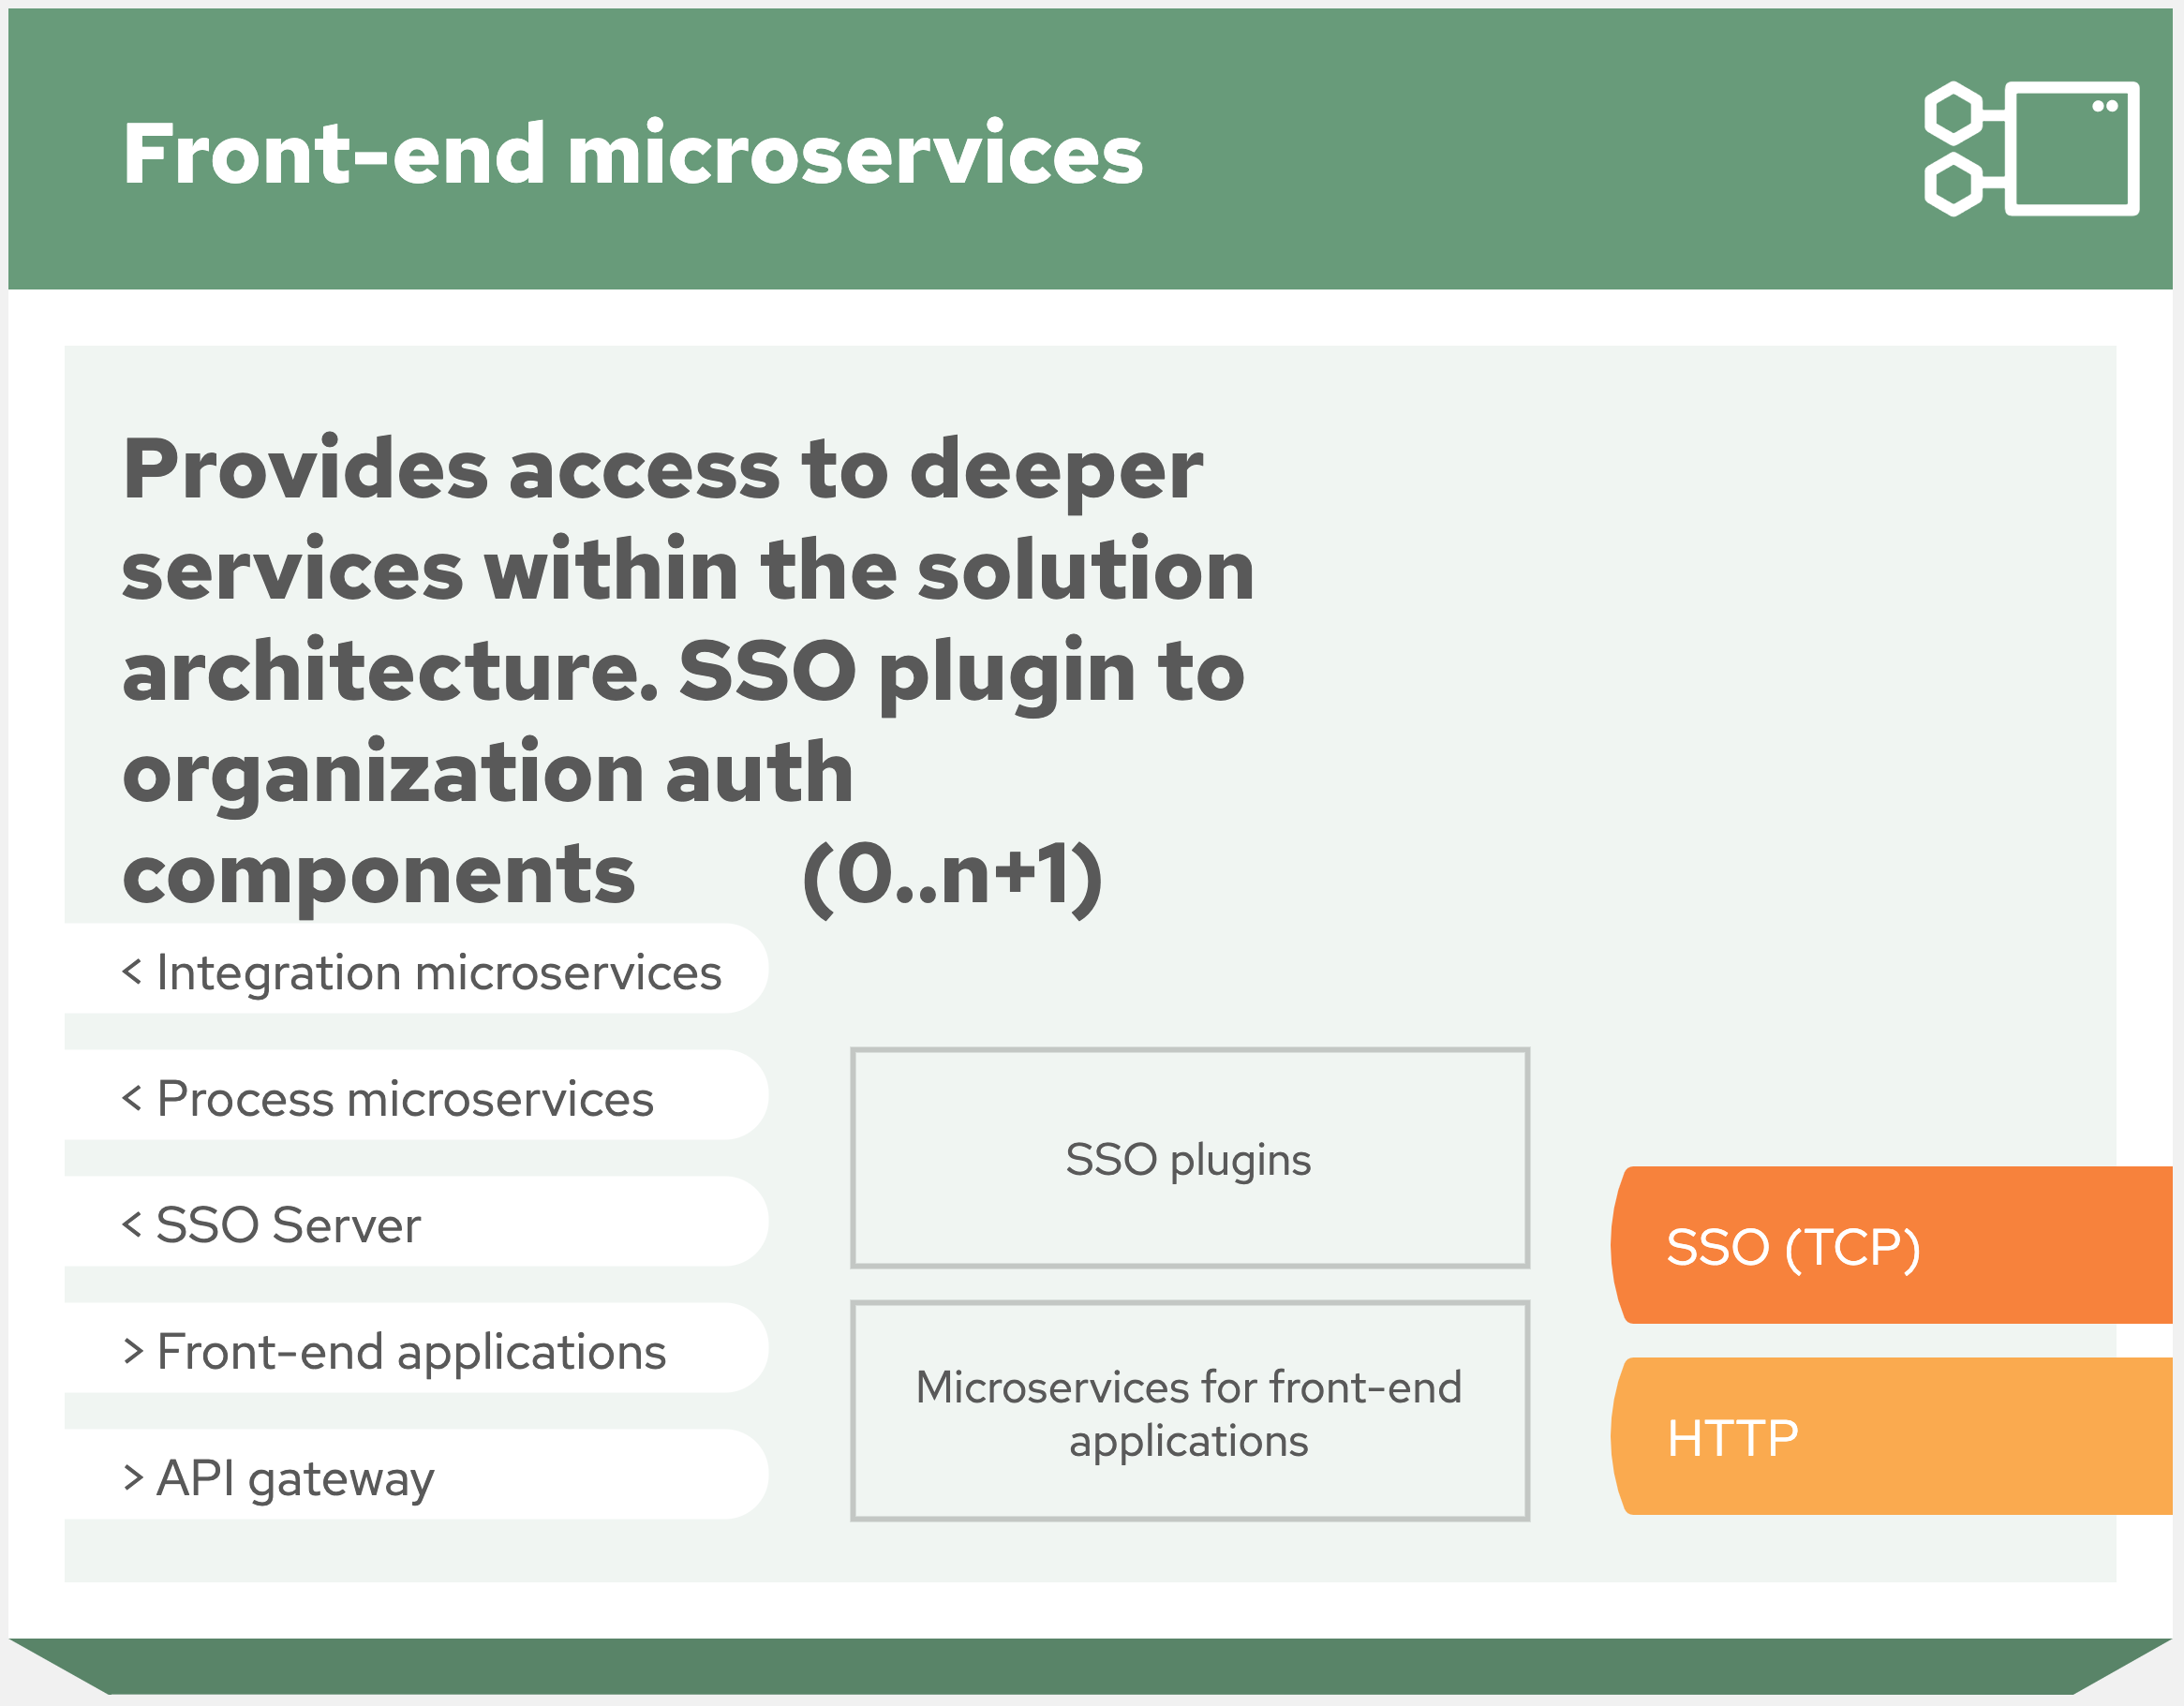 Front-end microservices
Provides access to deeper
services within the solution
architecture. SSO plugin to
organization auth
components (0..n+1)
< Integration microservices
< Process microservices
< SSO Server
> Front-end applications
> API gateway
SSO plugins
Microservices for front-end
applications
SSO (TCP)
HTTP